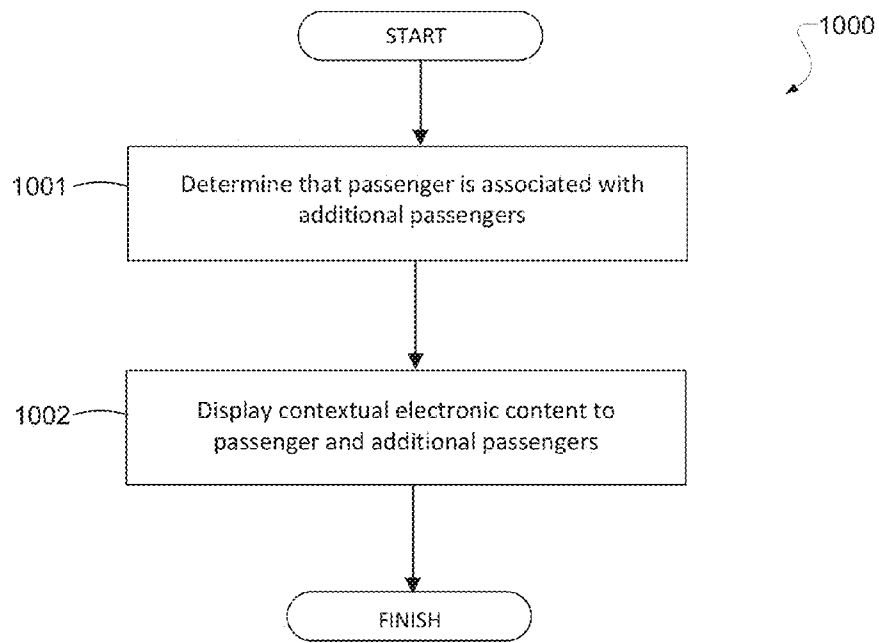 START
1000
1001
Determine that passenger is associated with
additional passengers
1002
Display contextual electronic content to
passenger and additional passengers
FINISH